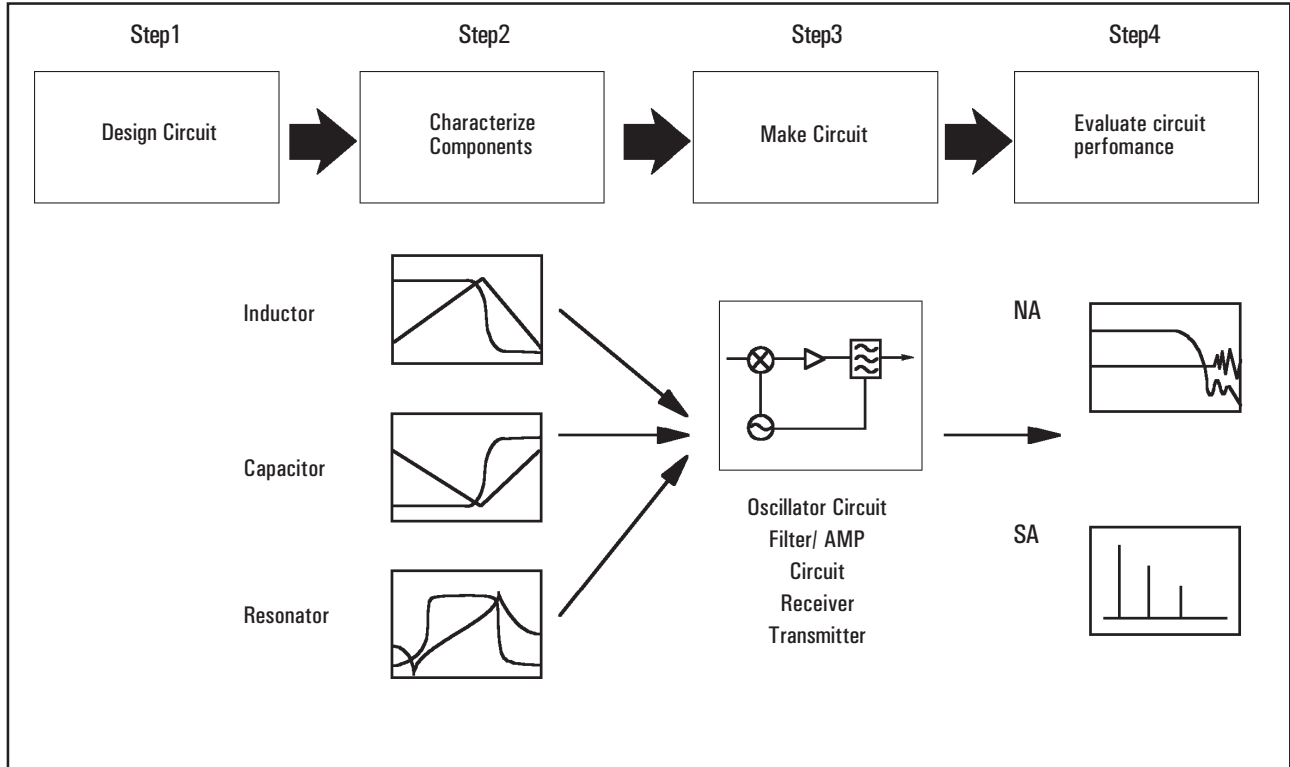 Step1
Step2
Step3
Step4
Design Circuit
Characterize
Components
Make Circuit
Evaluate circuit
perfomance
Inductor
Capacitor
Resonator
Oscillator Circuit
Filter/ AMP
Circuit
Receiver
Transmitter
NA
SA